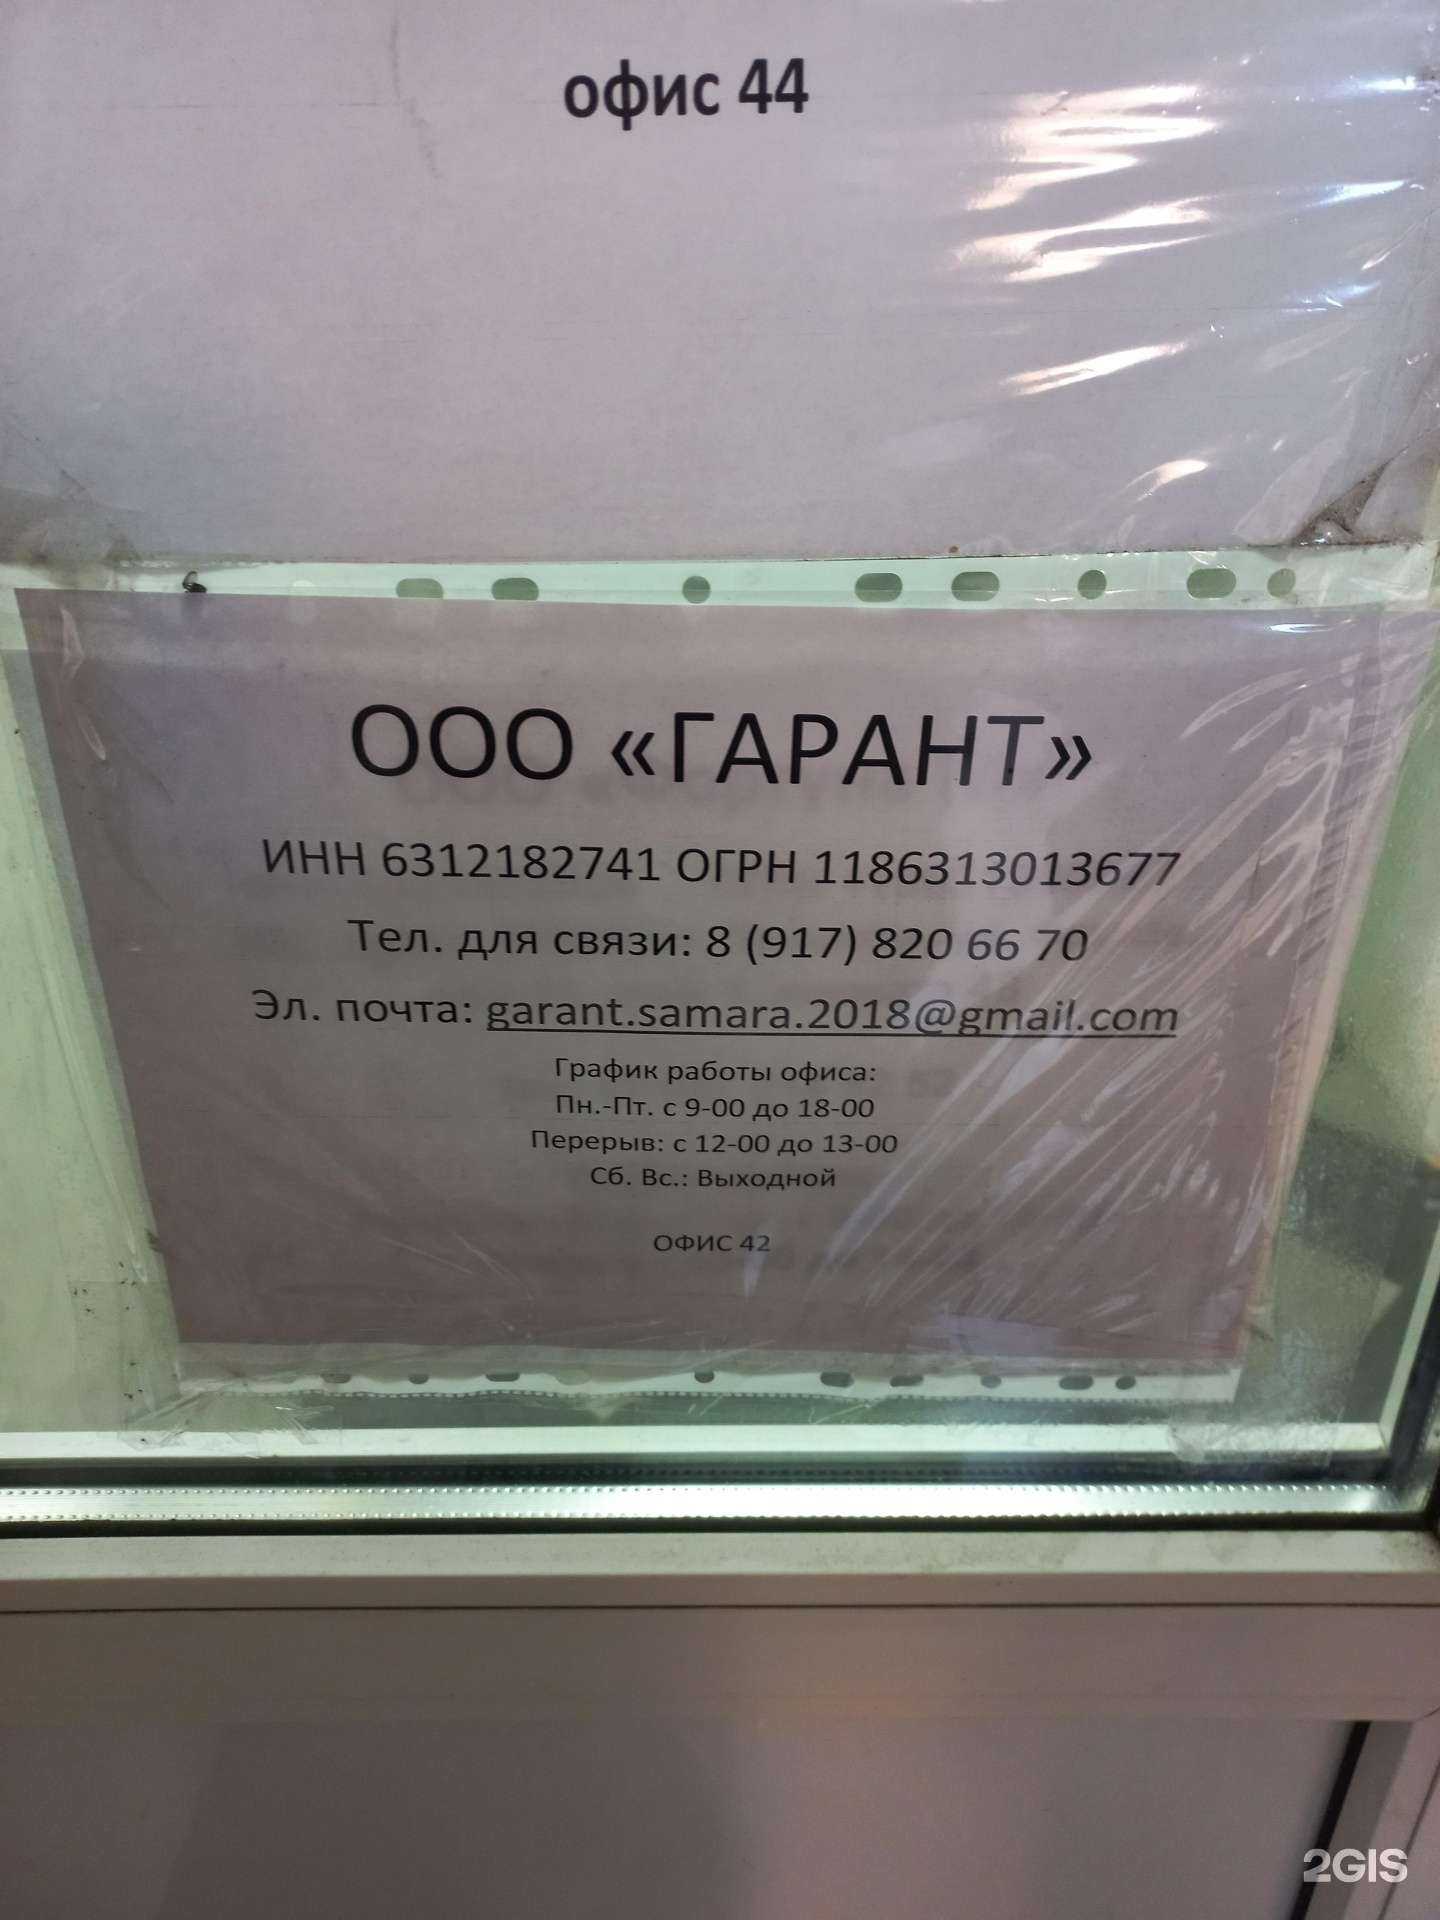 офис 44
ООО «ГАРАНТ»
ИНН 6312182741 ОГРН 1186313013677
Тел. для связи: 8 (917) 820 66 70
Эл. почта: garant.samara.2018@gmail.com
График работы офиса:
Пн.-Пт. с 9-00 до 18-00
Перерыв: с 12-00 до 13-00
Сб. Вс.: Выходной
ОФИС 42
2GIS